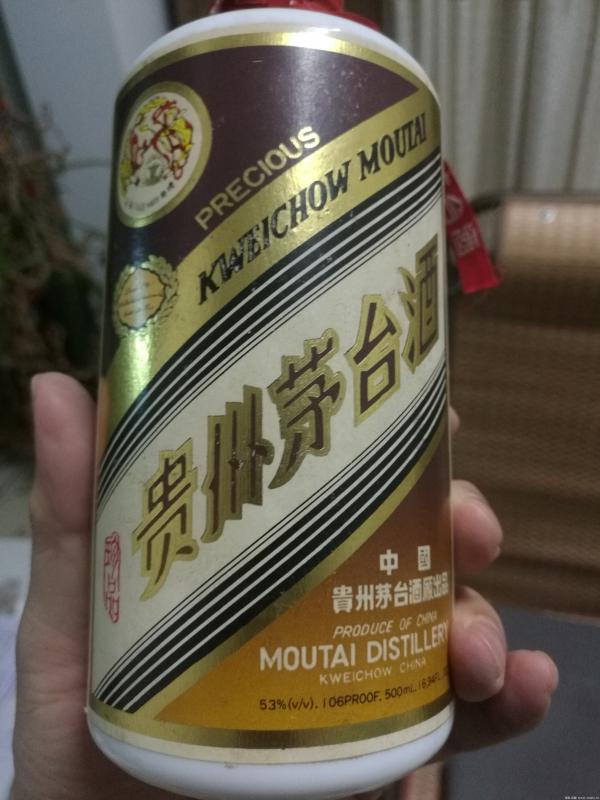 PRECIOUS
KWEICHOW MOUTAI
贵州茅台酒
中國
貴州茅台酒厰出品
PRODUCE OF CHINA
MOUTAI DISTILLERY
KWEICHOW CHINA
53%(v/v). 106PROOF. 500mL.